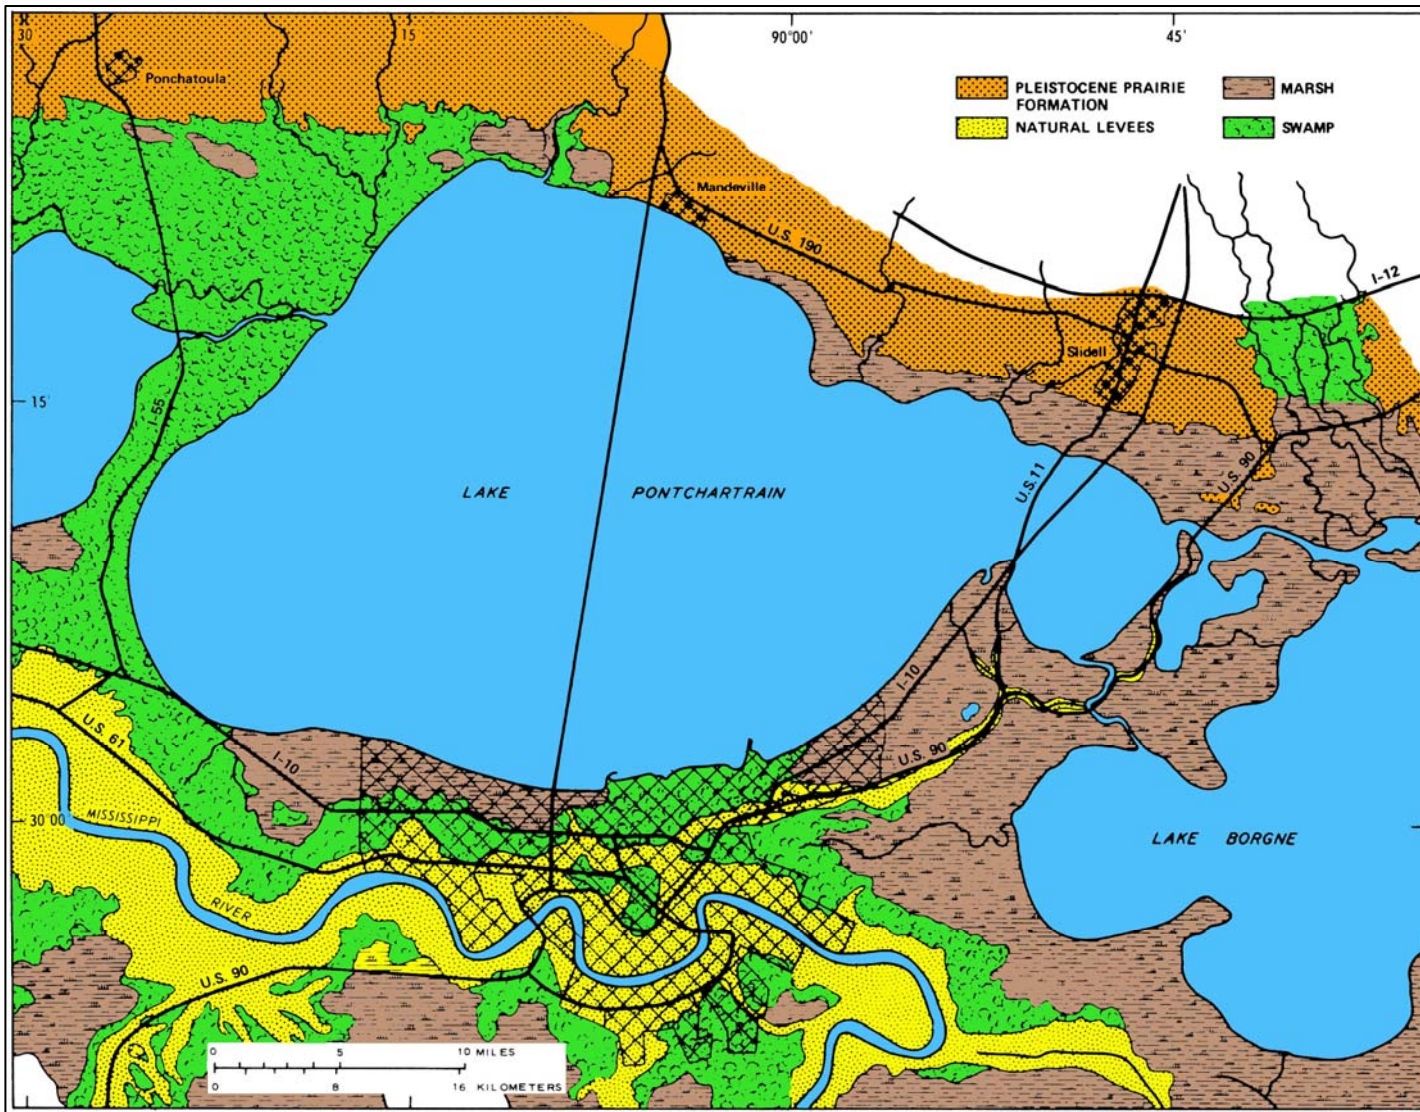 30
15
90°00'
45'
Ponchatoula
PLEISTOCENE PRAIRIE
FORMATION
MARSH
NATURAL LEVEES
SWAMP
Mandeville
U.S. 190
I-12
Slidell
15'
I-55
LAKE PONTCHARTRAIN
U.S.11
U.S. 90
I-10
U.S. 61
I-10
U.S. 90
MISSISSIPPI
30°00'
LAKE BORGNE
RIVER
U.S. 90
0 5 10 MILES
0 8 16 KILOMETERS